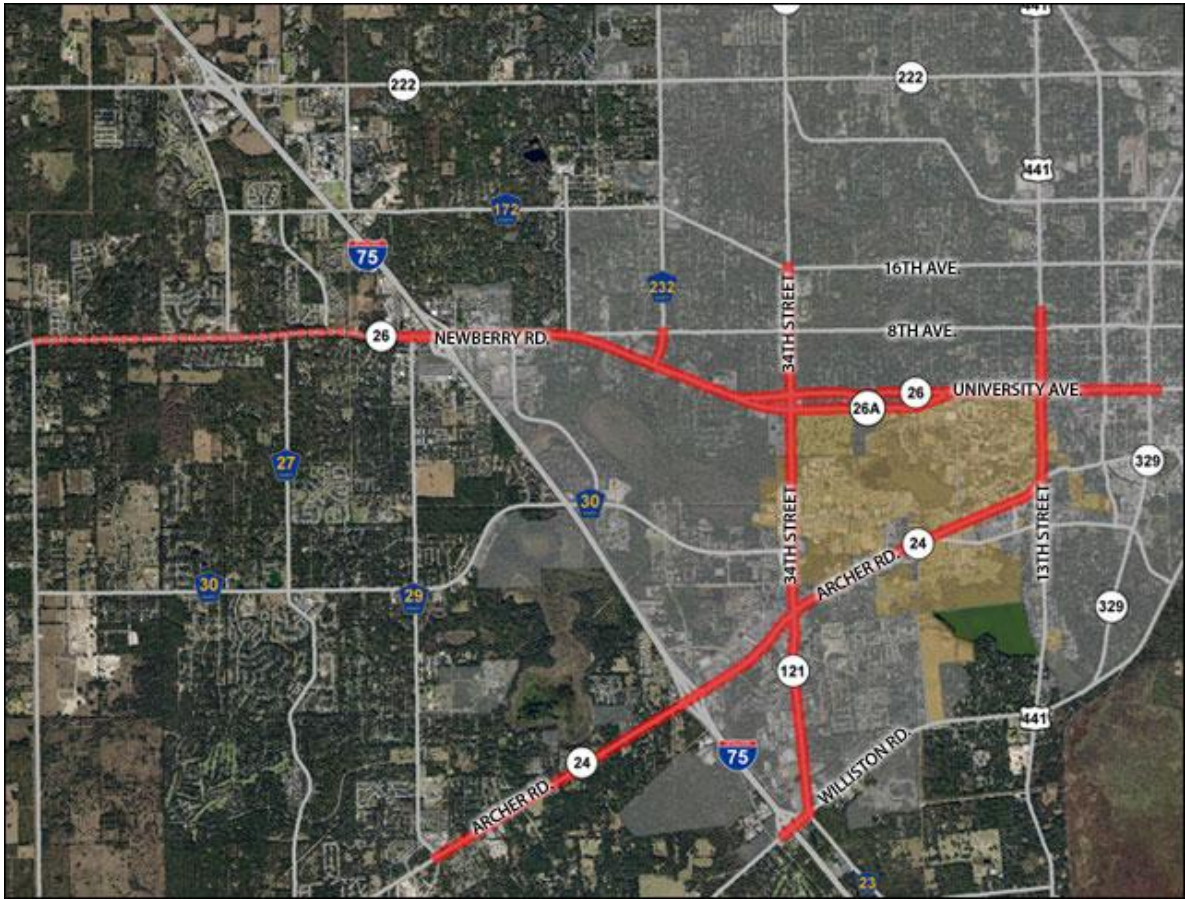 441
222
222
441
172
75
16TH AVE.
232
34TH STREET
26
NEWBERRY RD.
8TH AVE.
26
UNIVERSITY AVE.
26A
27
329
30
34TH STREET
13TH STREET
24
ARCHER RD.
30
29
329
121
441
75
WILLISTON RD.
24
ARCHER RD.
23